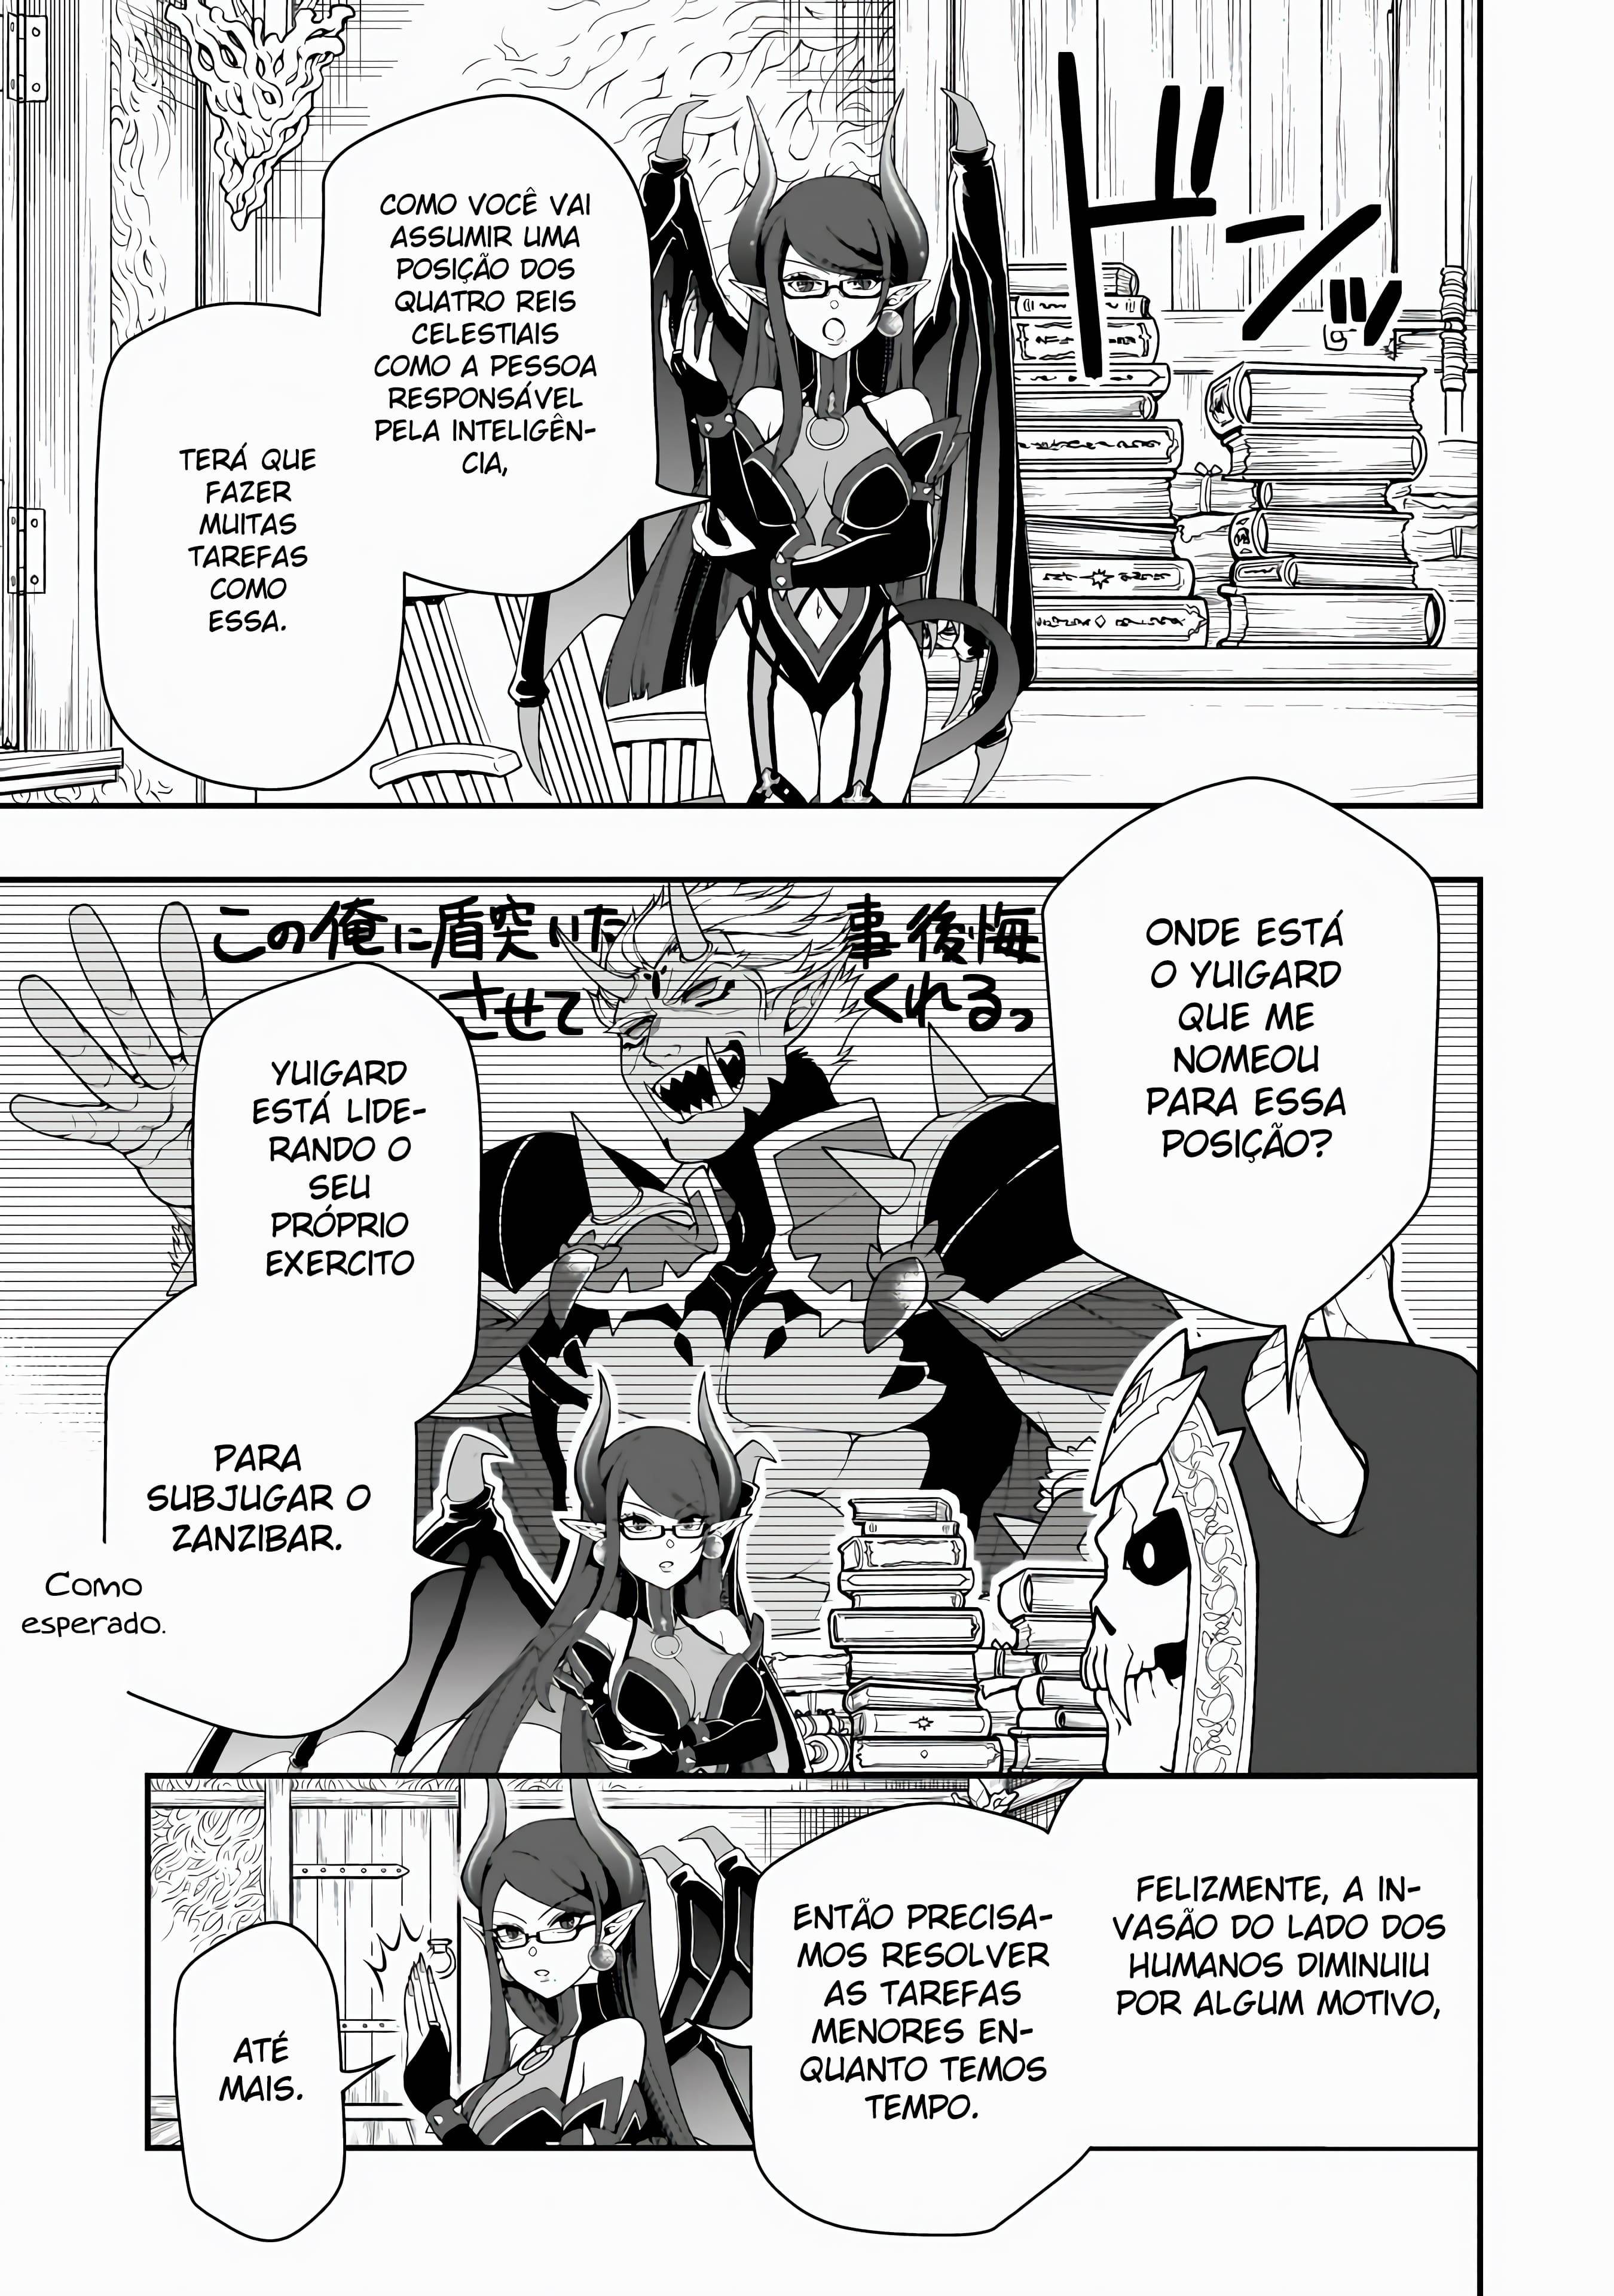 ドドーンッ
COMO VOCÊ VAI
ASSUMIR UMA
POSIÇÃO DOS
QUATRO REIS
CELESTIAIS
COMO A PESSOA
RESPONSÁVEL
PELA INTELIGÊN-
CIA,
TERÁ QUE
FAZER
MUITAS
TAREFAS
COMO
ESSA.
ONDE ESTÁ
O YUIGARD
QUE ME
NOMEOU
PARA ESSA
POSIÇÃO?
この俺に盾突いた
事後悔
させて
くれるっ
YUIGARD
ESTÁ LIDE-
RANDO O
SEU
PRÓPRIO
EXERCITO
PARA
SUBJUGAR O
ZANZIBAR.
Como
esperado.
FELIZMENTE, A IN-
VASÃO DO LADO DOS
HUMANOS DIMINUIU
POR ALGUM MOTIVO,
ENTÃO PRECISA-
MOS RESOLVER
AS TAREFAS
MENORES EN-
QUANTO TEMOS
TEMPO.
ATÉ
MAIS.